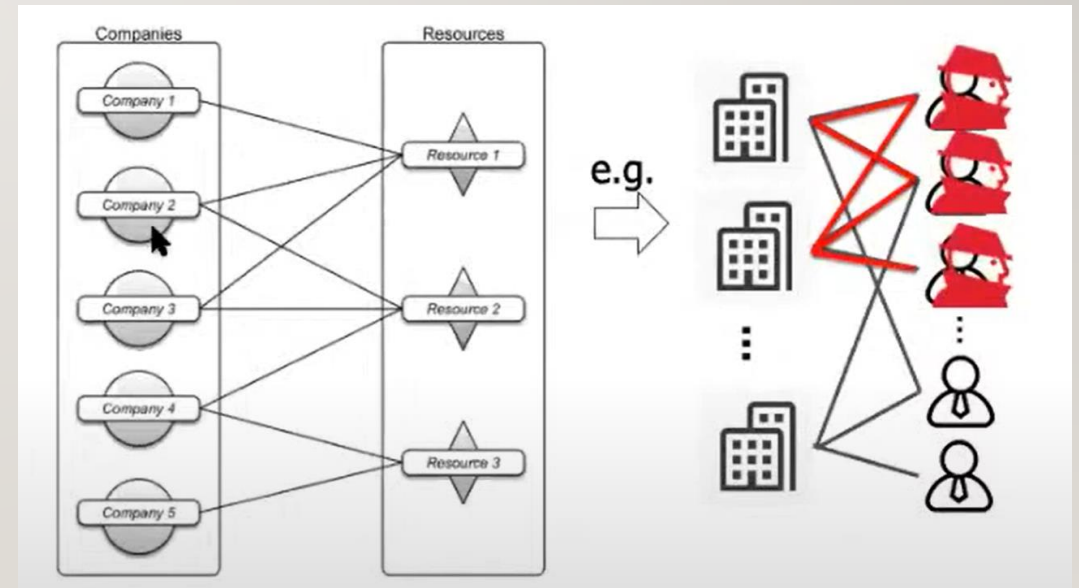 Companies
Resources
Company 1
Company 2
Company 3
Company 4
Company 5
Resource 1
Resource 2
Resource 3
e.g.